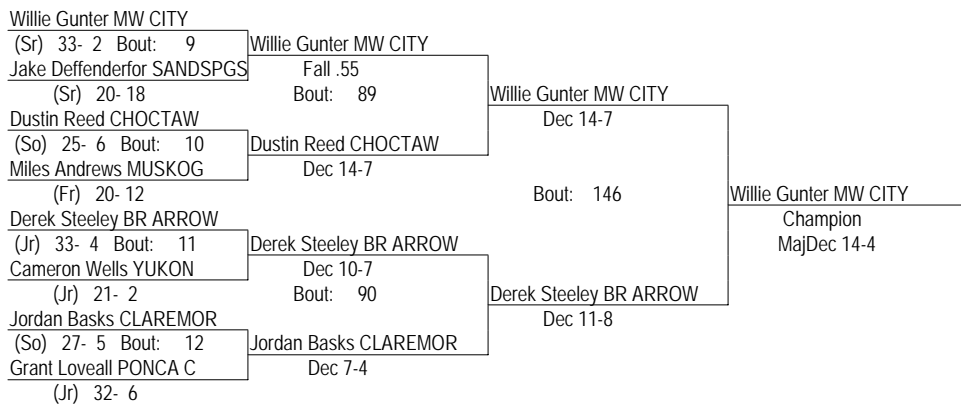 Willie Gunter MW CITY
(Sr) 33- 2 Bout: 9
Willie Gunter MW CITY
Jake Deffenderfor SANDSPGS
Fall .55
(Sr) 20- 18
Bout: 89
Willie Gunter MW CITY
Dustin Reed CHOCTAW
Dec 14-7
(So) 25- 6 Bout: 10
Dustin Reed CHOCTAW
Miles Andrews MUSKOG
Dec 14-7
(Fr) 20- 12
Bout: 146
Willie Gunter MW CITY
Derek Steeley BR ARROW
Champion
(Jr) 33- 4 Bout: 11
Derek Steeley BR ARROW
MajDec 14-4
Cameron Wells YUKON
Dec 10-7
(Jr) 21- 2
Bout: 90
Derek Steeley BR ARROW
Jordan Basks CLAREMOR
Dec 11-8
(So) 27- 5 Bout: 12
Jordan Basks CLAREMOR
Grant Loveall PONCA C
Dec 7-4
(Jr) 32- 6